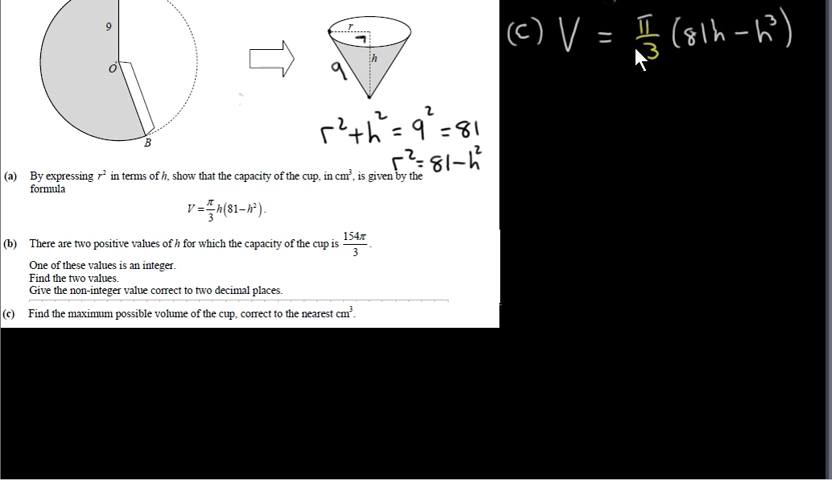 9
O
B
r
h
9
r² + h² = 9² = 81
r² = 81 – h²
(c) V = π/3 (81h – h³)
(a) By expressing r² in terms of h, show that the capacity of the cup, in cm³, is given by the
formula
V = π/3 h(81 – h²).
(b) There are two positive values of h for which the capacity of the cup is 154π/3.
One of these values is an integer.
Find the two values.
Give the non-integer value correct to two decimal places.
(c) Find the maximum possible volume of the cup, correct to the nearest cm³.